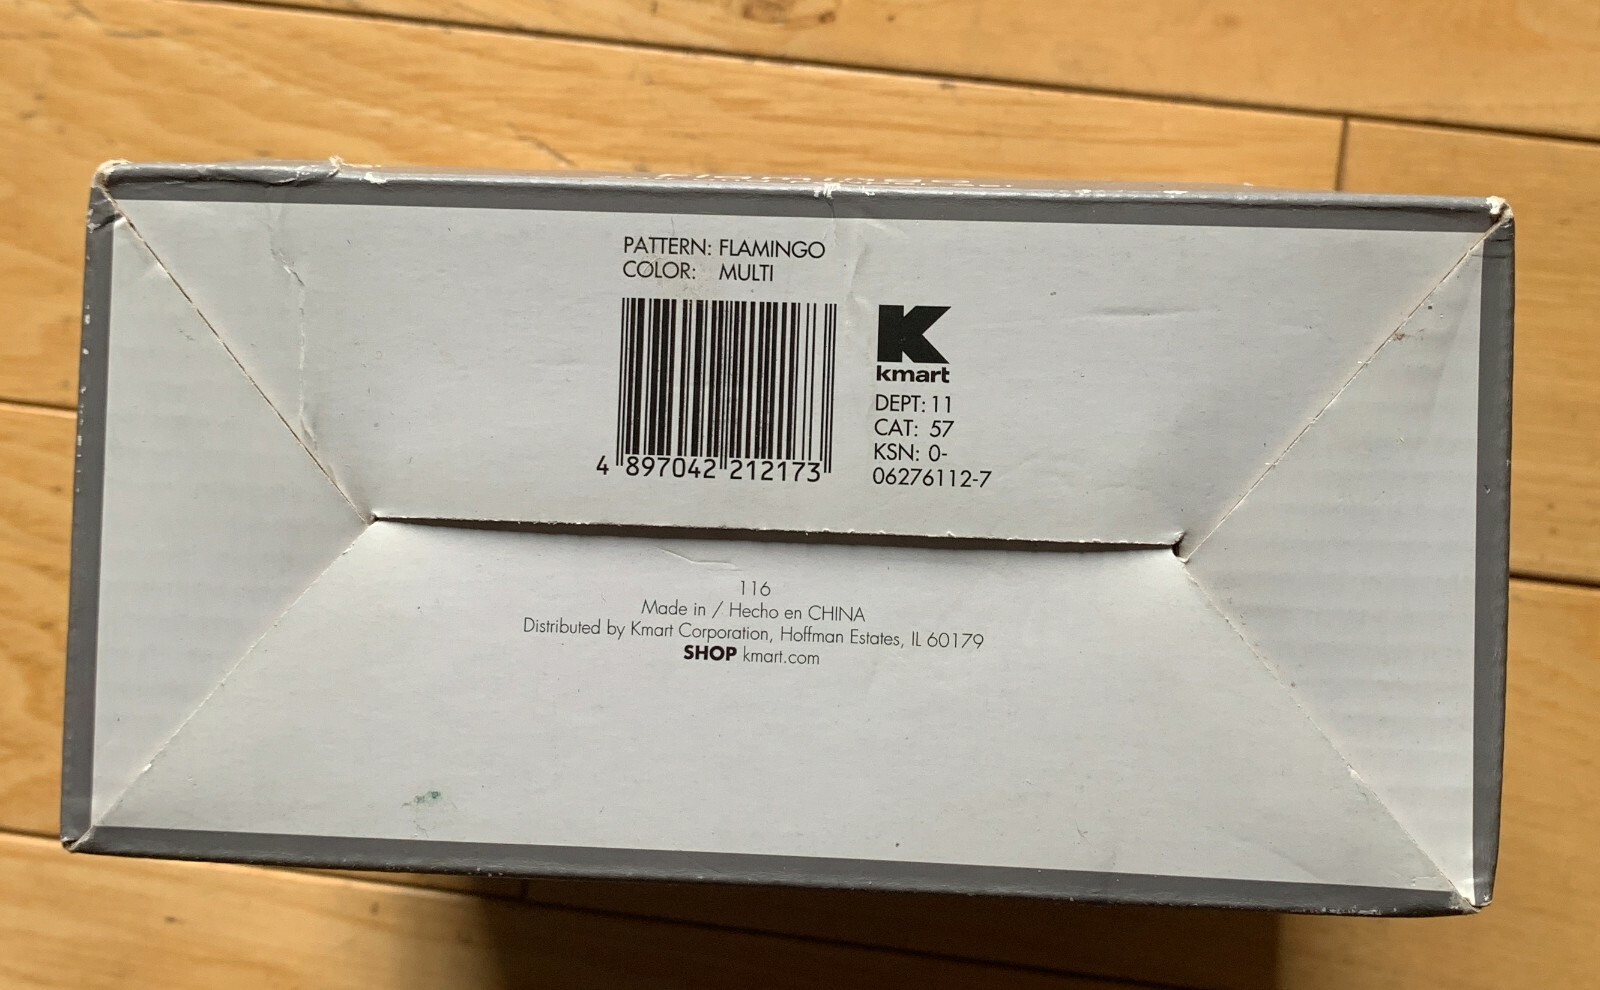 Flamingo
PATTERN: FLAMINGO
COLOR: MULTI
4 897042 212173
K
kmart
DEPT: 11
CAT: 57
KSN: 0-
06276112-7
116
Made in / Hecho en CHINA
Distributed by Kmart Corporation, Hoffman Estates, IL 60179
SHOP kmart.com